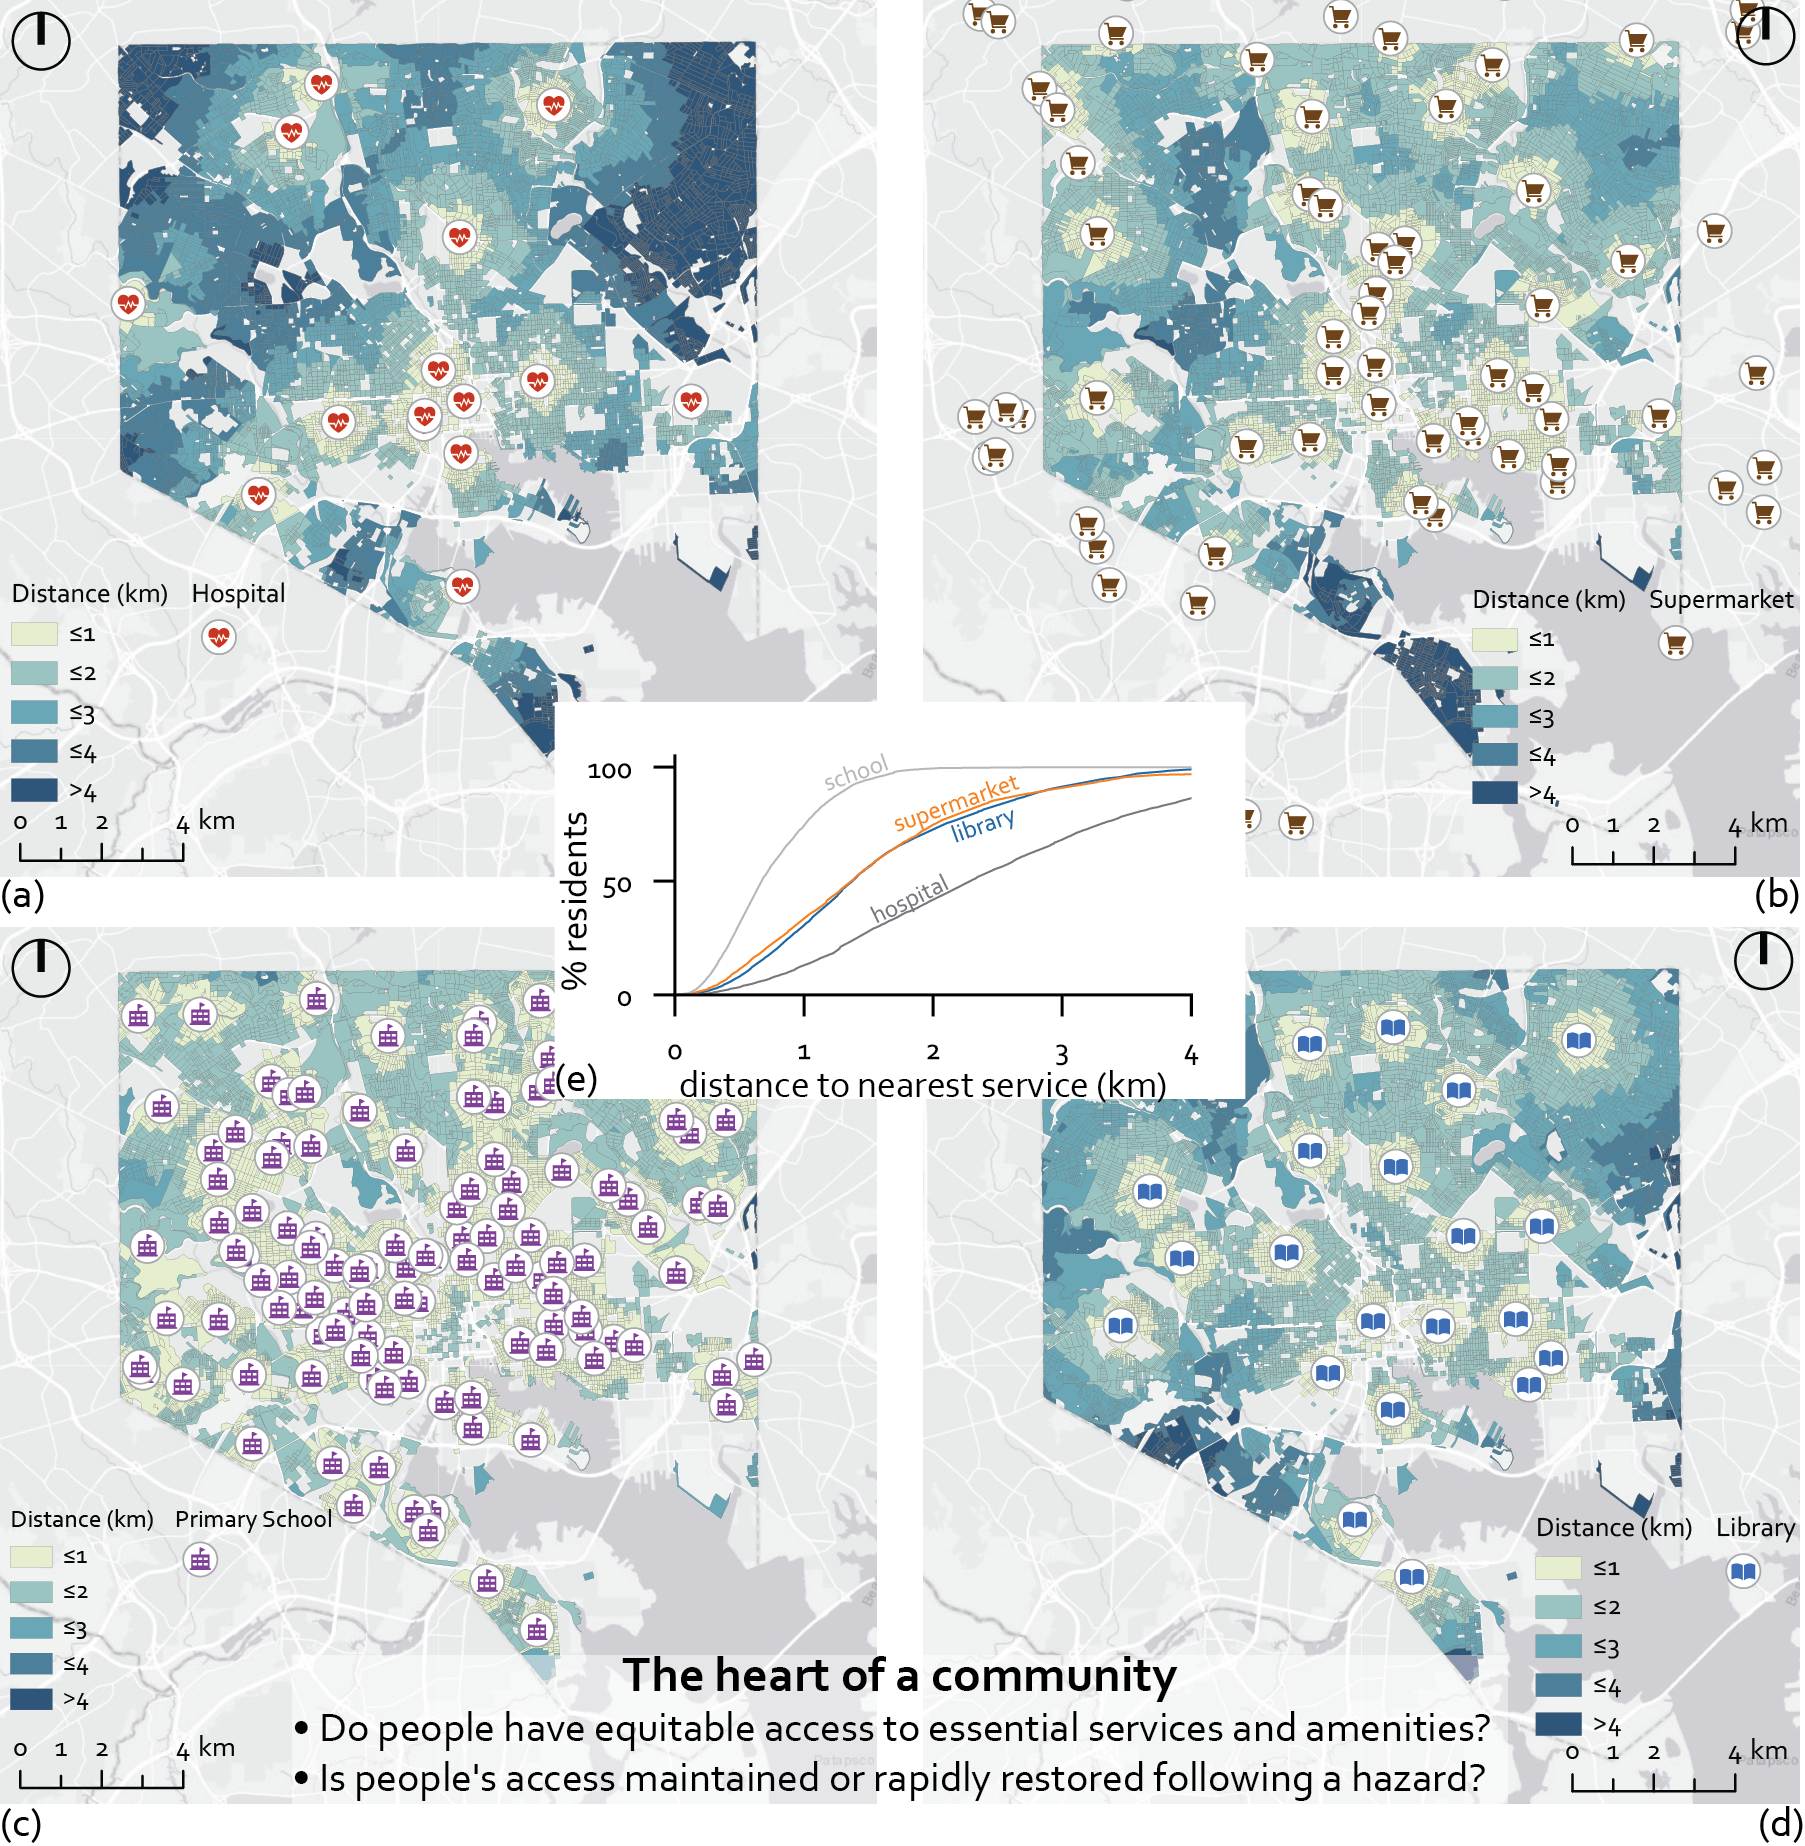 Distance (km) Hospital
≤1
≤2
≤3
≤4
>4
0 1 2 4 km
(a)
Distance (km) Supermarket
≤1
≤2
≤3
≤4
>4
0 1 2 4 km
(b)
% residents
100
50
0
school
supermarket
library
hospital
0 1 2 3 4
distance to nearest service (km)
(e)
Distance (km) Primary School
≤1
≤2
≤3
≤4
>4
0 1 2 4 km
(c)
Distance (km) Library
≤1
≤2
≤3
≤4
>4
0 1 2 4 km
(d)
The heart of a community
• Do people have equitable access to essential services and amenities?
• Is people's access maintained or rapidly restored following a hazard?
Patapsco